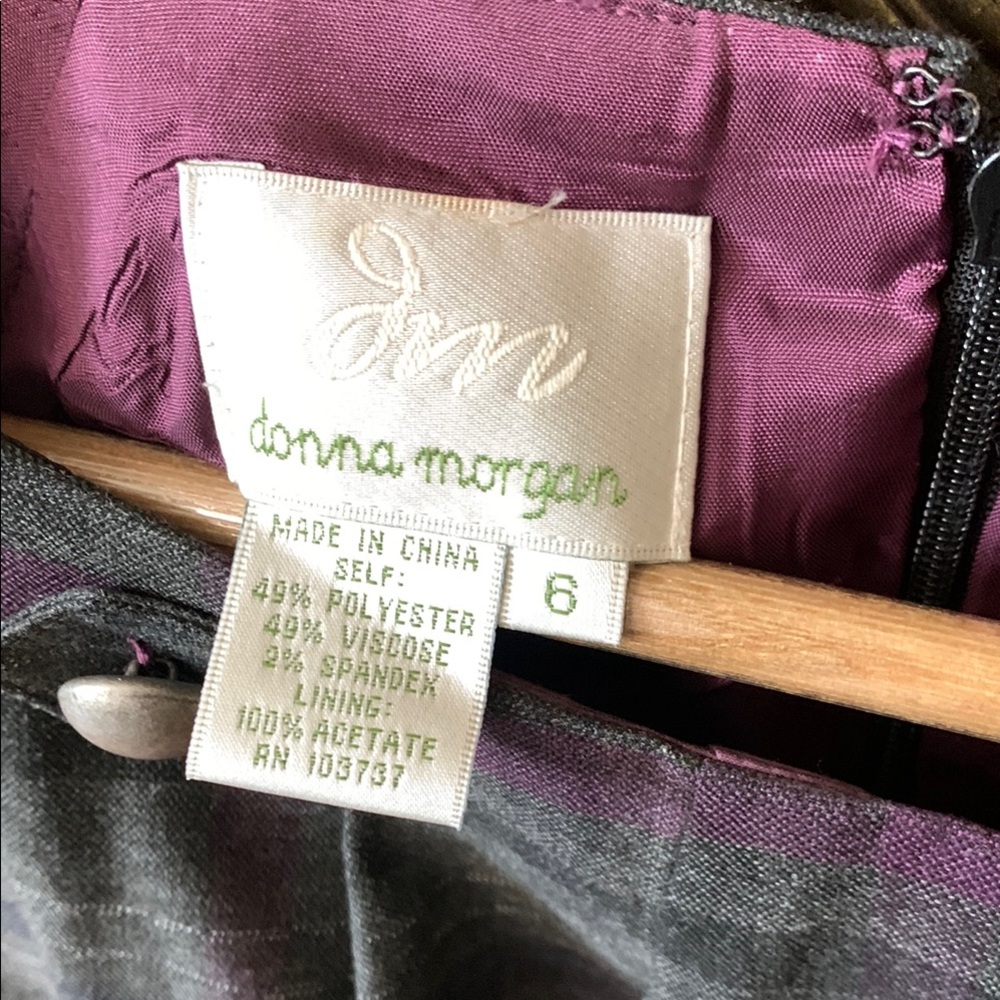 dm
donna morgan
MADE IN CHINA
SELF:
49% POLYESTER
49% VISCOSE
2% SPANDEX
LINING:
100% ACETATE
RN 103737
6